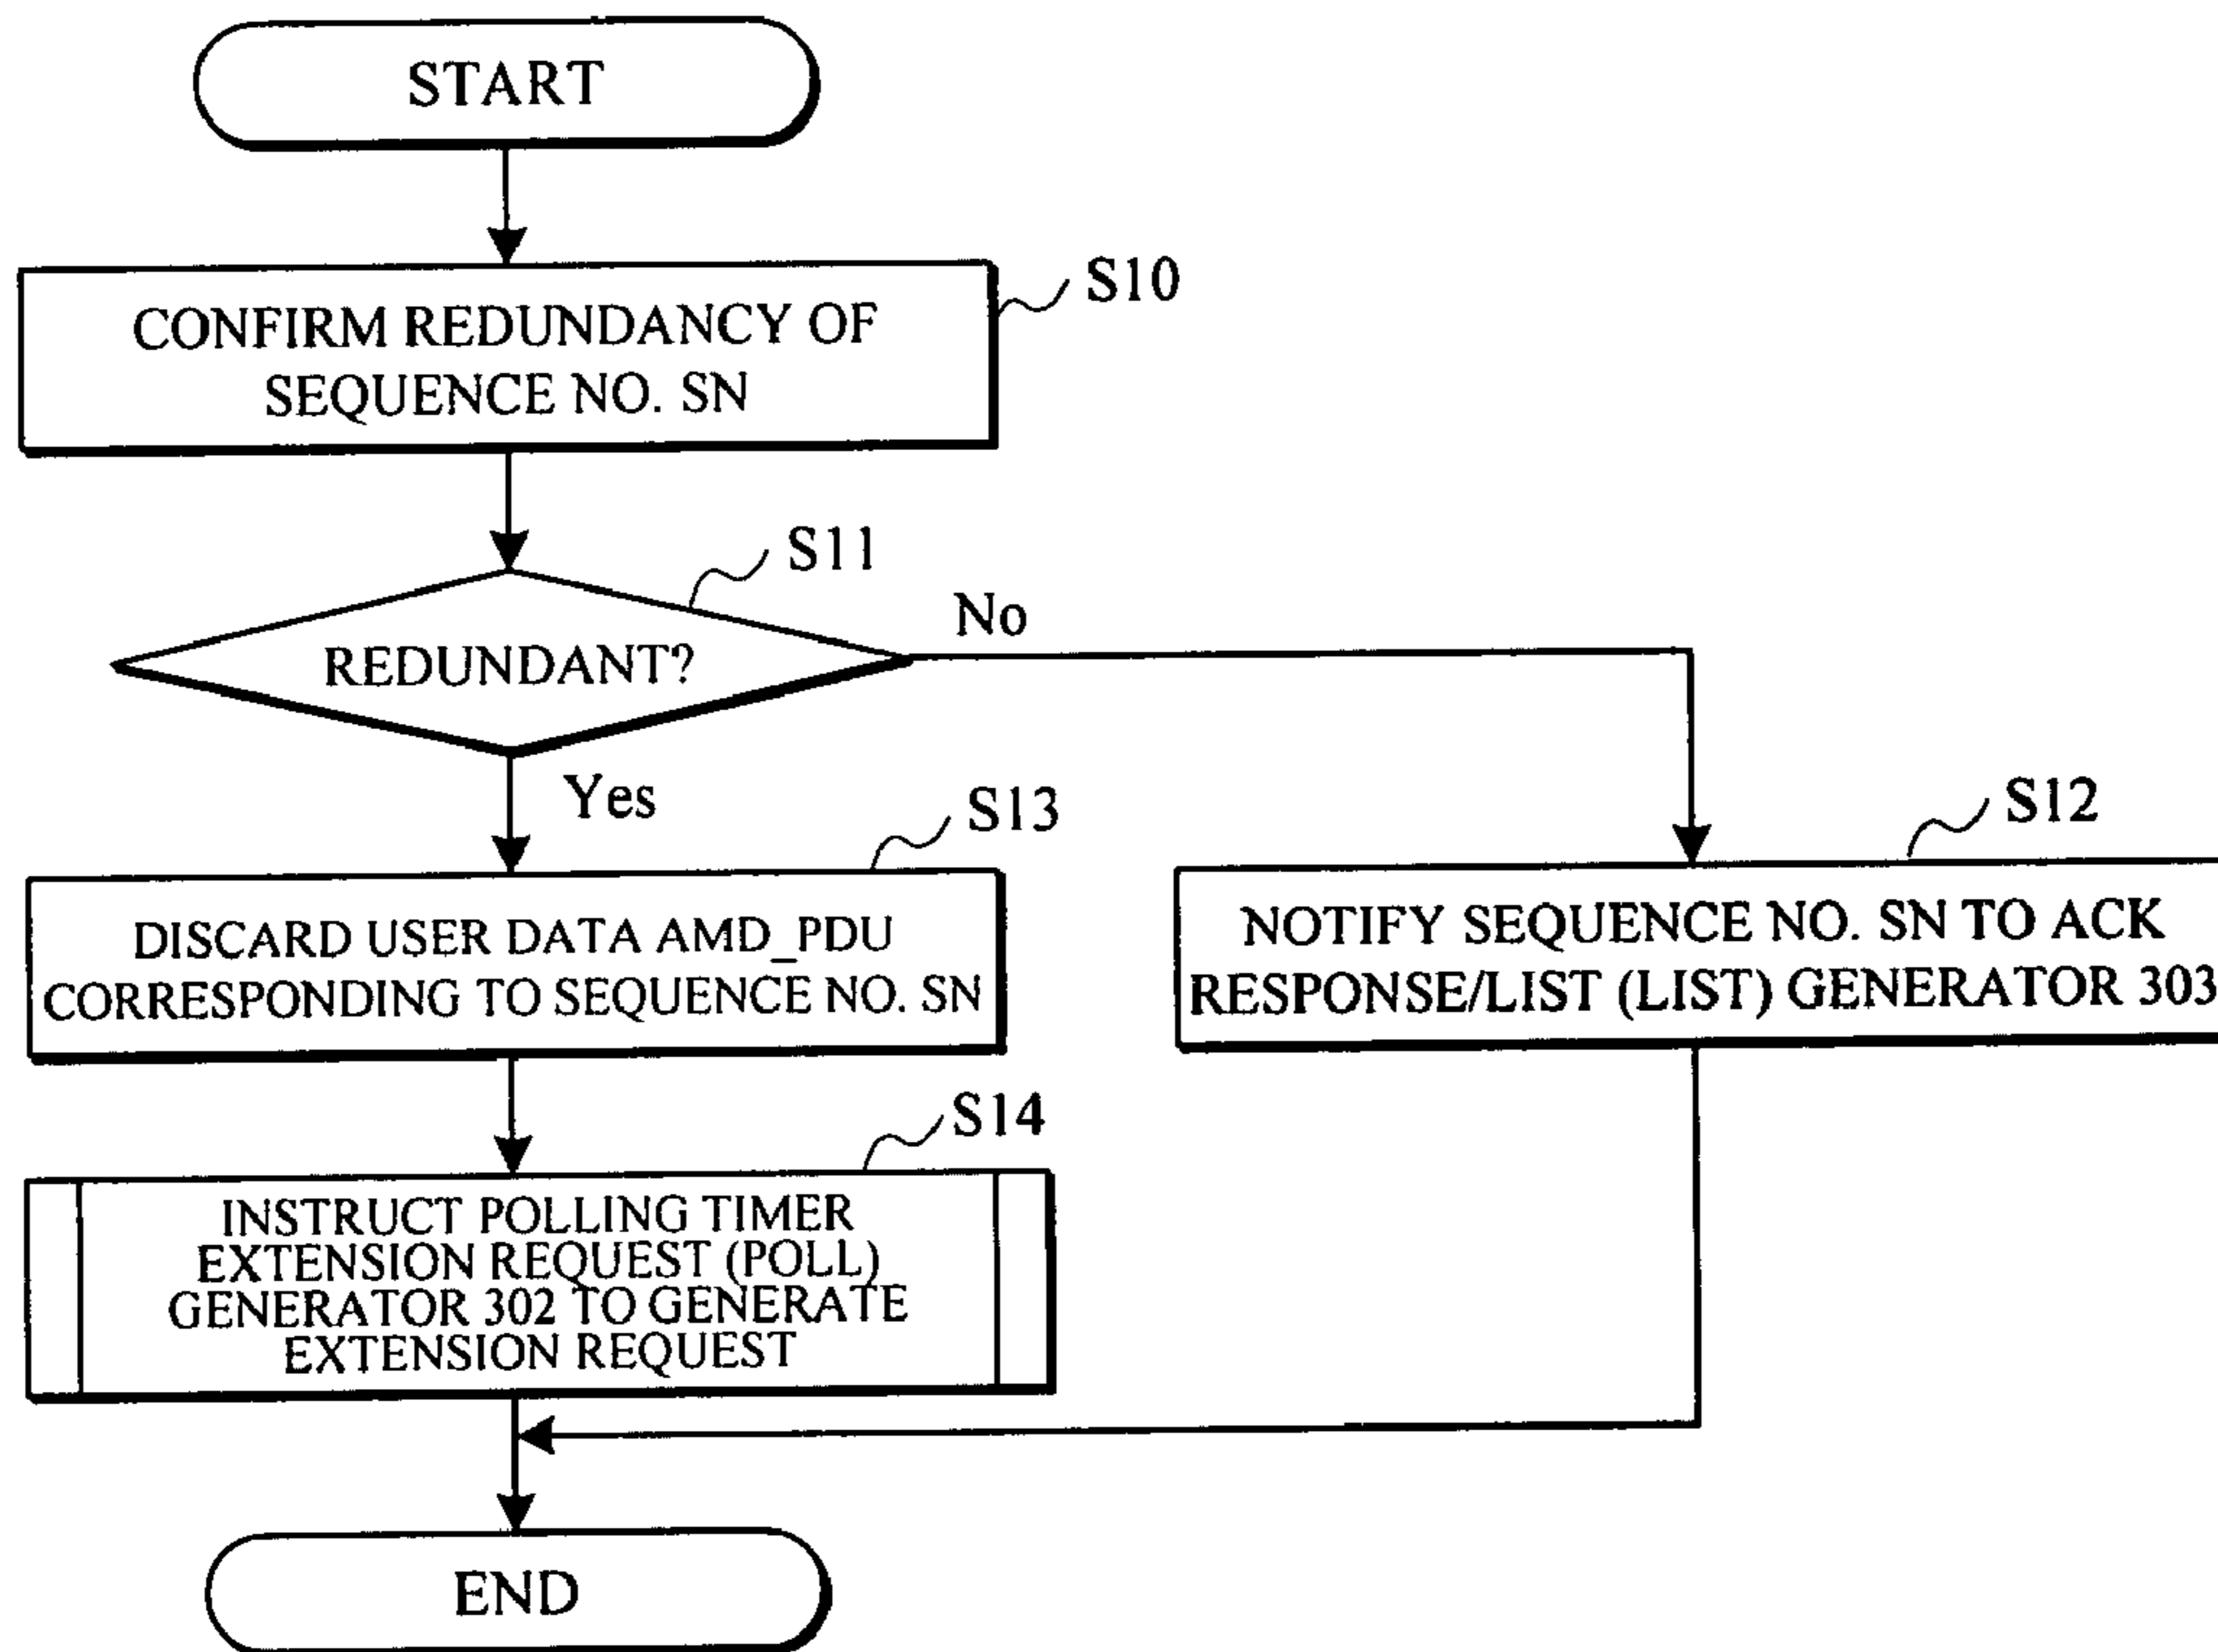 START
CONFIRM REDUNDANCY OF
SEQUENCE NO. SN
S10
REDUNDANT?
S11
No
Yes
S13
DISCARD USER DATA AMD_PDU
CORRESPONDING TO SEQUENCE NO. SN
S12
NOTIFY SEQUENCE NO. SN TO ACK
RESPONSE/LIST (LIST) GENERATOR 303
S14
INSTRUCT POLLING TIMER
EXTENSION REQUEST (POLL)
GENERATOR 302 TO GENERATE
EXTENSION REQUEST
END